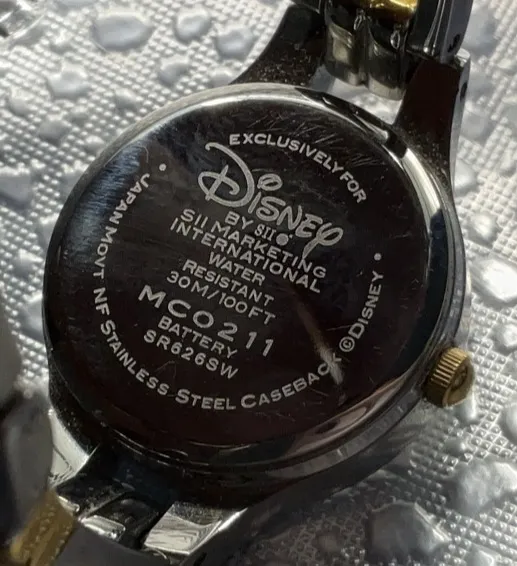 EXCLUSIVELY FOR
DISNEY
BY SII
SII MARKETING
INTERNATIONAL
WATER
RESISTANT
30M/100FT
MC0211
BATTERY
SR626SW
JAPAN MOVT NF STAINLESS STEEL CASEBACK ©DISNEY